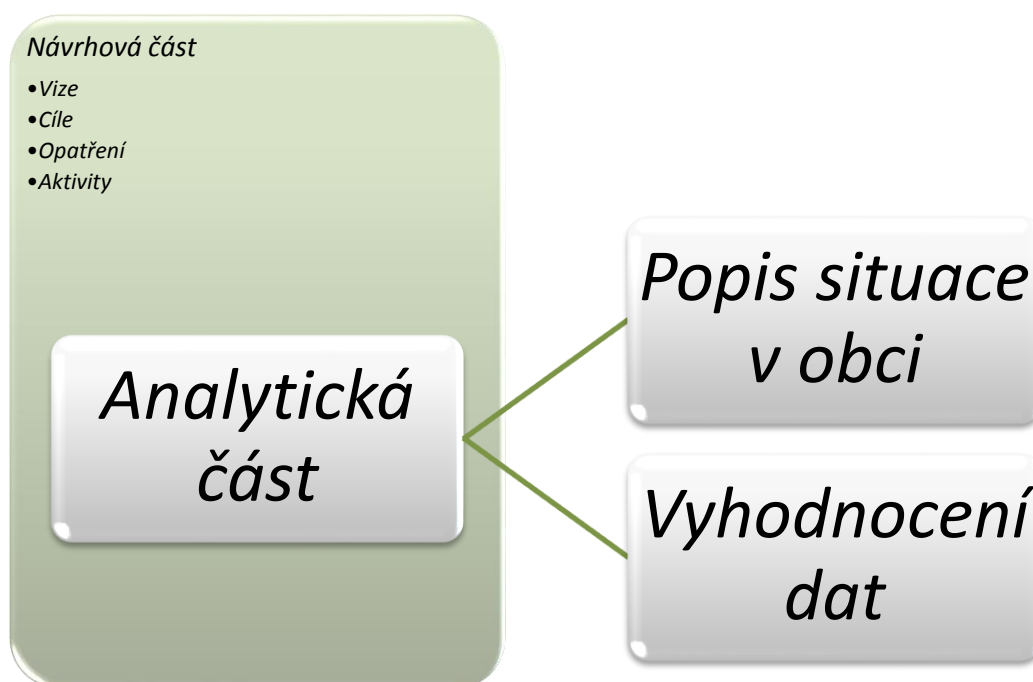 Návrhová část
•Vize
•Cíle
•Opatření
•Aktivity
Analytická
část
Popis situace
v obci
Vyhodnocení
dat